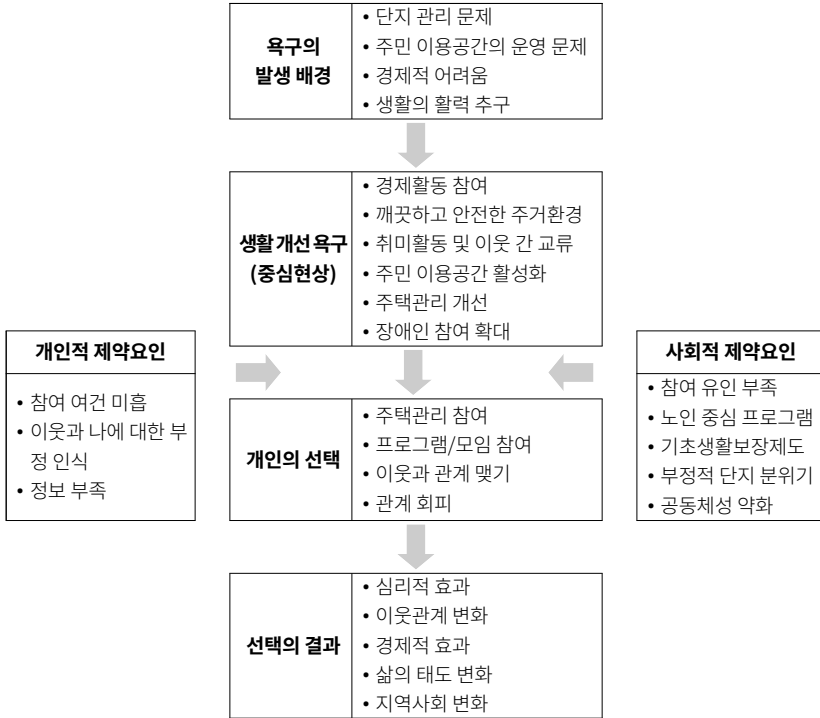 욕구의
발생 배경
• 단지 관리 문제
• 주민 이용공간의 운영 문제
• 경제적 어려움
• 생활의 활력 추구
생활 개선 욕구
(중심현상)
• 경제활동 참여
• 깨끗하고 안전한 주거환경
• 취미활동 및 이웃 간 교류
• 주민 이용공간 활성화
• 주택관리 개선
• 장애인 참여 확대
개인적 제약요인
• 참여 여건 미흡
• 이웃과 나에 대한 부
정 인식
• 정보 부족
사회적 제약요인
• 참여 유인 부족
• 노인 중심 프로그램
• 기초생활보장제도
• 부정적 단지 분위기
• 공동체성 약화
개인의 선택
• 주택관리 참여
• 프로그램/모임 참여
• 이웃과 관계 맺기
• 관계 회피
선택의 결과
• 심리적 효과
• 이웃관계 변화
• 경제적 효과
• 삶의 태도 변화
• 지역사회 변화